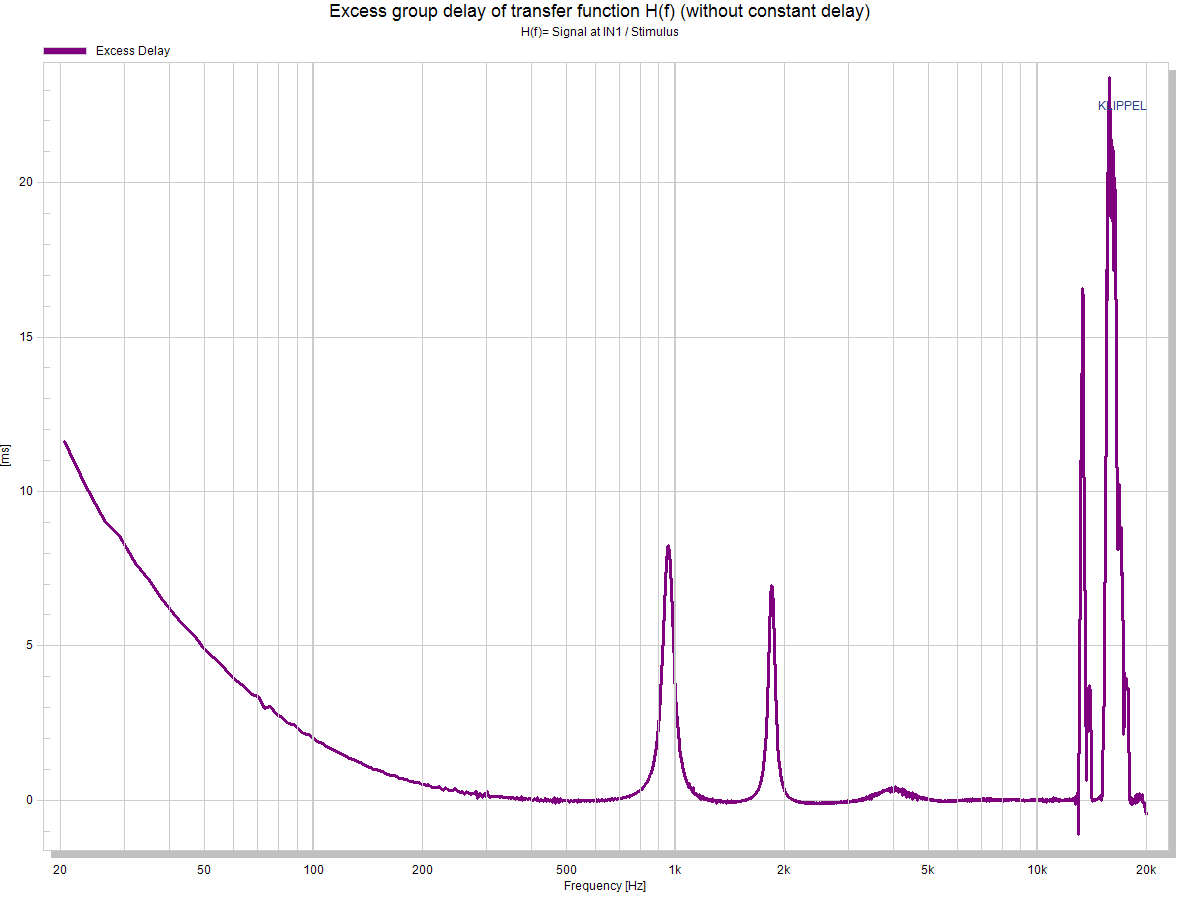 Excess group delay of transfer function H(f) (without constant delay)
H(f)= Signal at IN1 / Stimulus
Excess Delay
KLIPPEL
20
15
10
5
0
[ms]
20 50 100 200 500 1k 2k 5k 10k 20k
Frequency [Hz]